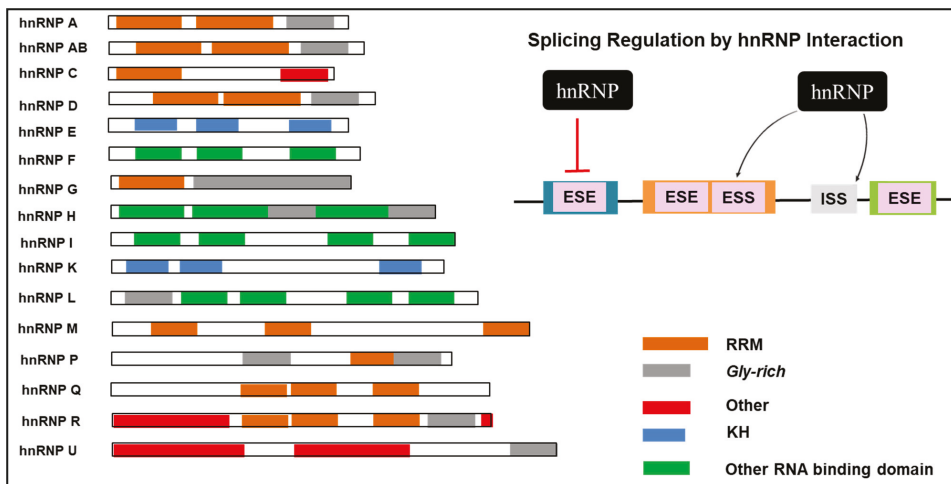 hnRNP A
hnRNP AB
hnRNP C
hnRNP D
hnRNP E
hnRNP F
hnRNP G
hnRNP H
hnRNP I
hnRNP K
hnRNP L
hnRNP M
hnRNP P
hnRNP Q
hnRNP R
hnRNP U
Splicing Regulation by hnRNP Interaction
hnRNP hnRNP
ESE ESE ESS ISS ESE
RRM
Gly-rich
Other
KH
Other RNA binding domain